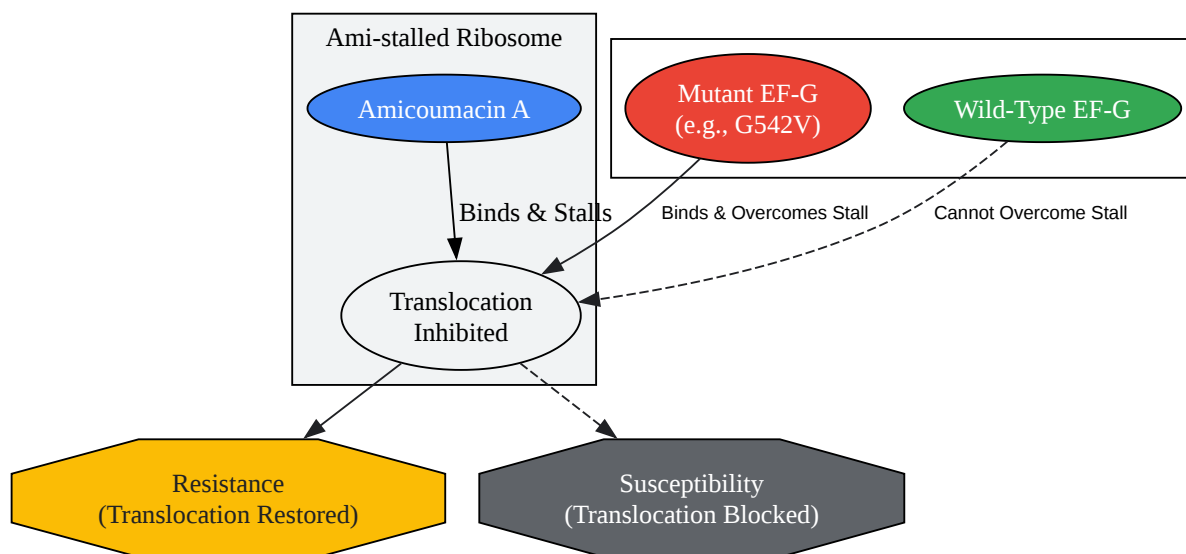 Ami-stalled Ribosome
Amicoumacin A
Mutant EF-G
(e.g., G542V)
Wild-Type EF-G
Binds & Stalls
Binds & Overcomes Stall
Cannot Overcome Stall
Translocation
Inhibited
Resistance
(Translocation Restored)
Susceptibility
(Translocation Blocked)